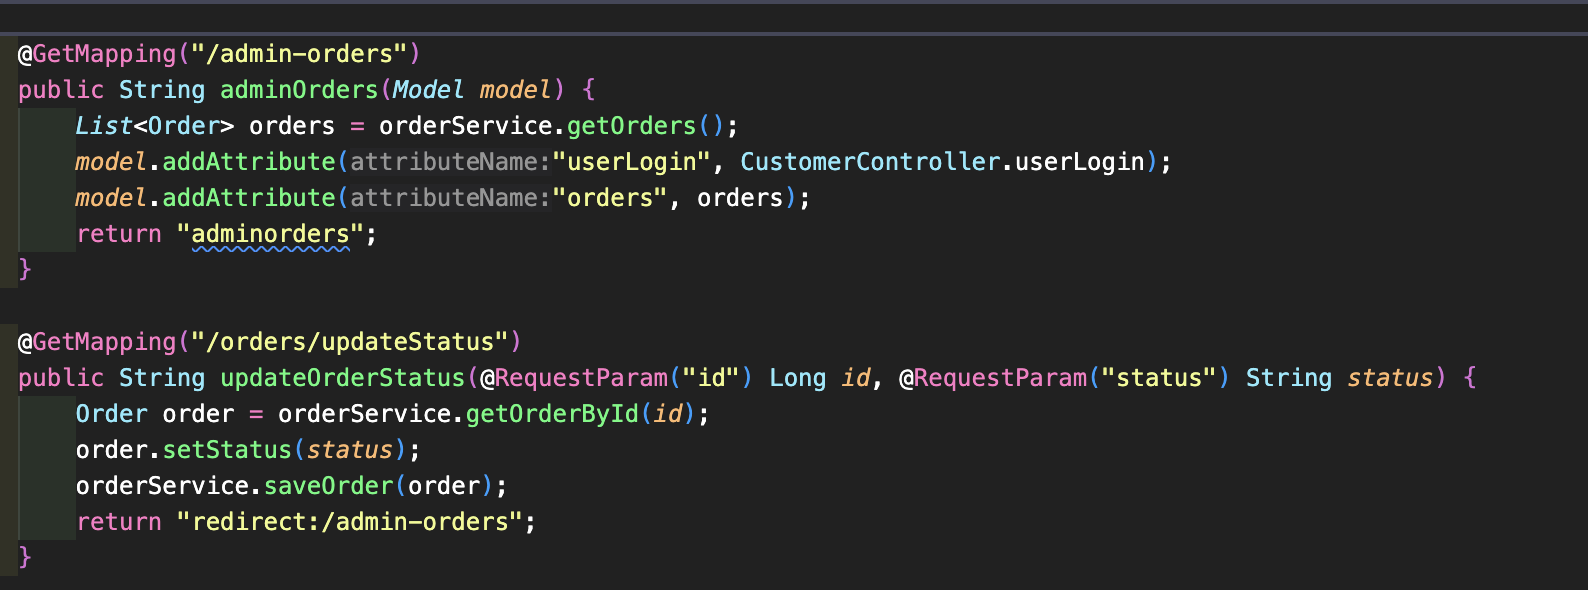 @GetMapping("/admin-orders")
public String adminOrders(Model model) {
    List<Order> orders = orderService.getOrders();
    model.addAttribute(attributeName:"userLogin", CustomerController.userLogin);
    model.addAttribute(attributeName:"orders", orders);
    return "adminorders";
}
@GetMapping("/orders/updateStatus")
public String updateOrderStatus(@RequestParam("id") Long id, @RequestParam("status") String status) {
    Order order = orderService.getOrderById(id);
    order.setStatus(status);
    orderService.saveOrder(order);
    return "redirect:/admin-orders";
}